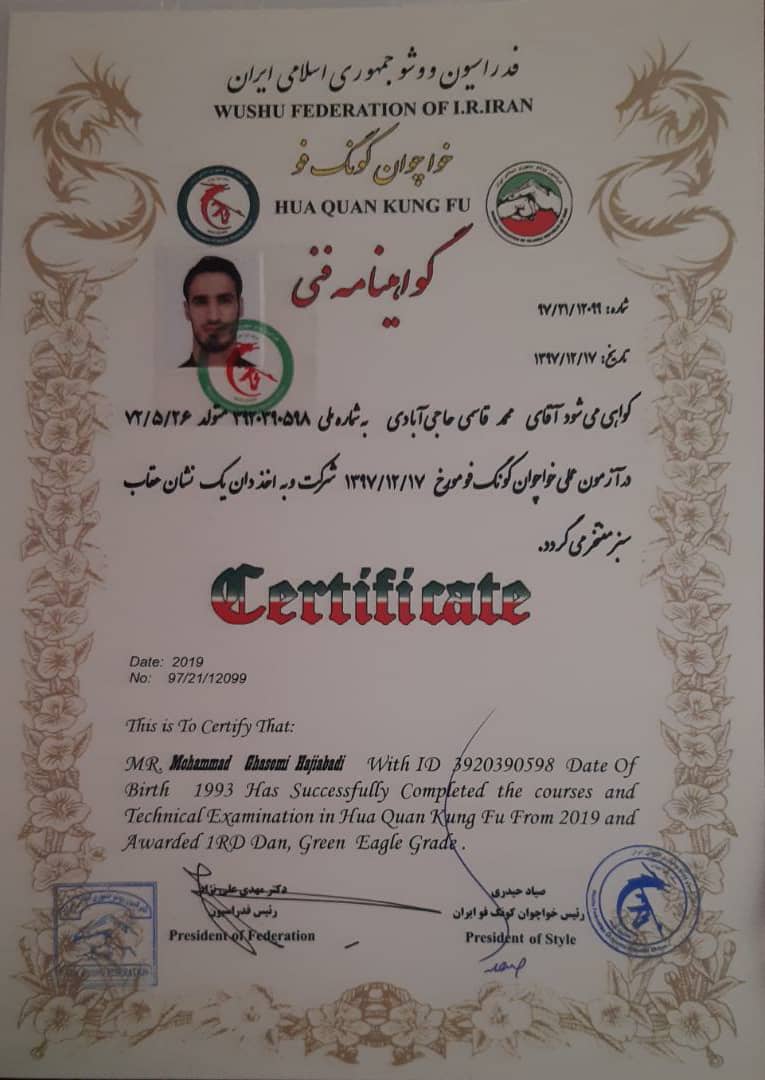 فدراسیون ووشو جمهوری اسلامی ایران
WUSHU FEDERATION OF I.R.IRAN
خواچوان کونگ فو
HUA QUAN KUNG FU
گواهینامه فنی
شماره: ۹۷/۲۱/۱۲۰۹۹
تاریخ: ۱۳۹۷/۱۲/۱۷
گواهی می شود آقای محمد قاسمی حاجی آبادی به شماره ملی ۳۹۲۰۳۹۰۵۹۸ متولد ۷۲/۵/۲۶
در آزمون عملی خواچوان کونگ فو مورخ ۱۳۹۷/۱۲/۱۷ شرکت و به اخذ دان یک نشان عقاب
سبز مفتخر می گردد.
Certificate
Date: 2019
No: 97/21/12099
This is To Certify That:
MR. Mohammad Ghasemi Hajiabadi With ID 3920390598 Date Of
Birth 1993 Has Successfully Completed the courses and
Technical Examination in Hua Quan Kung Fu From 2019 and
Awarded 1RD Dan, Green Eagle Grade .
دکتر مهدی علی نژاد
رئیس فدراسیون
President of Federation
صیاد حیدری
رئیس خواچوان کونگ فو ایران
President of Style